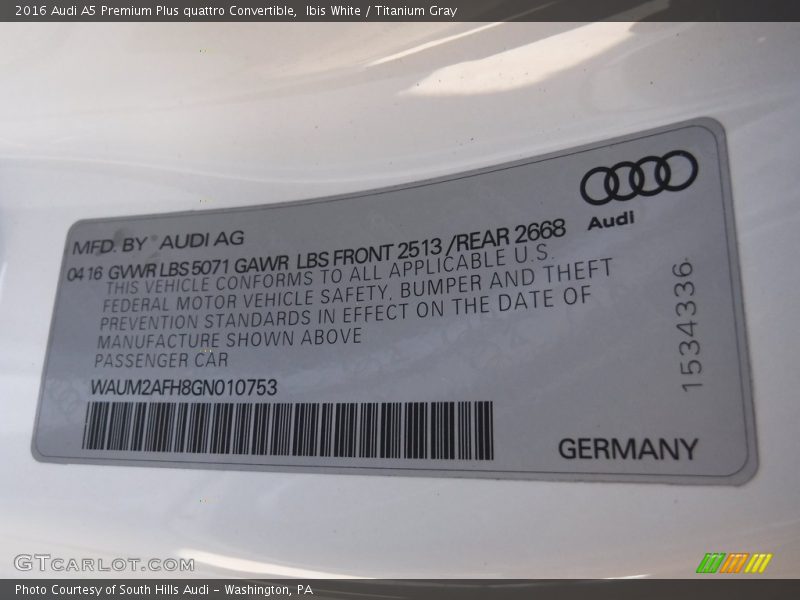 2016 Audi A5 Premium Plus quattro Convertible,  Ibis White / Titanium Gray
Audi
MFD. BY AUDI AG
0416 GVWR LBS 5071 GAWR LBS FRONT 2513 /REAR 2668
THIS VEHICLE CONFORMS TO ALL APPLICABLE U.S.
FEDERAL MOTOR VEHICLE SAFETY, BUMPER AND THEFT
PREVENTION STANDARDS IN EFFECT ON THE DATE OF
MANUFACTURE SHOWN ABOVE
PASSENGER CAR
WAUM2AFH8GN010753
1534336
GERMANY
GTCARLOT.COM
Photo Courtesy of South Hills Audi - Washington, PA